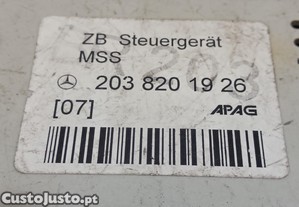 ZB Steuergerät
MSS
203 820 19 26
[07] APAG
CustoJusto.pt